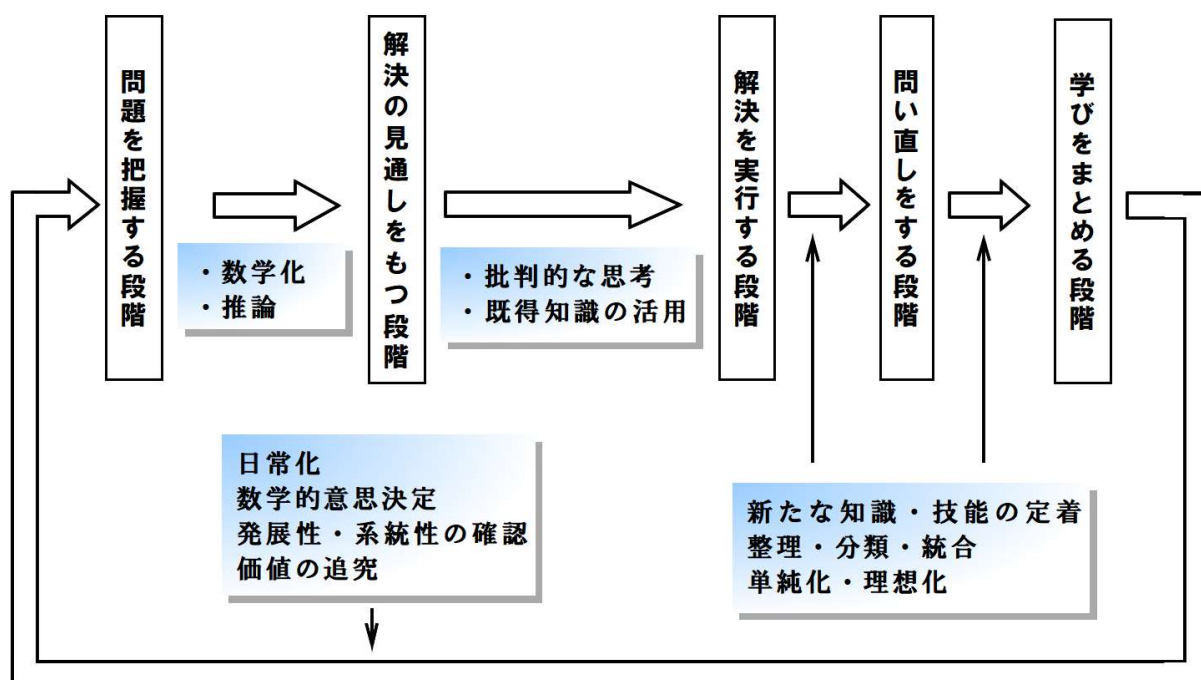 問題を把握する段階
・数学化
・推論
解決の見通しをもつ段階
・批判的な思考
・既得知識の活用
解決を実行する段階
問い直しをする段階
学びをまとめる段階
日常化
数学的意思決定
発展性・系統性の確認
価値の追究
新たな知識・技能の定着
整理・分類・統合
単純化・理想化